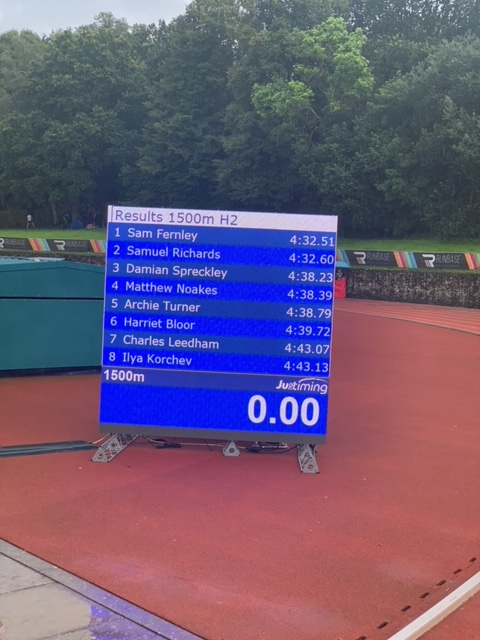 Results 1500m H2
1 Sam Fernley 4:32.51
2 Samuel Richards 4:32.60
3 Damian Spreckley 4:38.23
4 Matthew Noakes 4:38.39
5 Archie Turner 4:38.79
6 Harriet Bloor 4:39.72
7 Charles Leedham 4:43.07
8 Ilya Korchev 4:43.13
1500m
0.00
RUNBASE
RUNBASE
RUNBASE